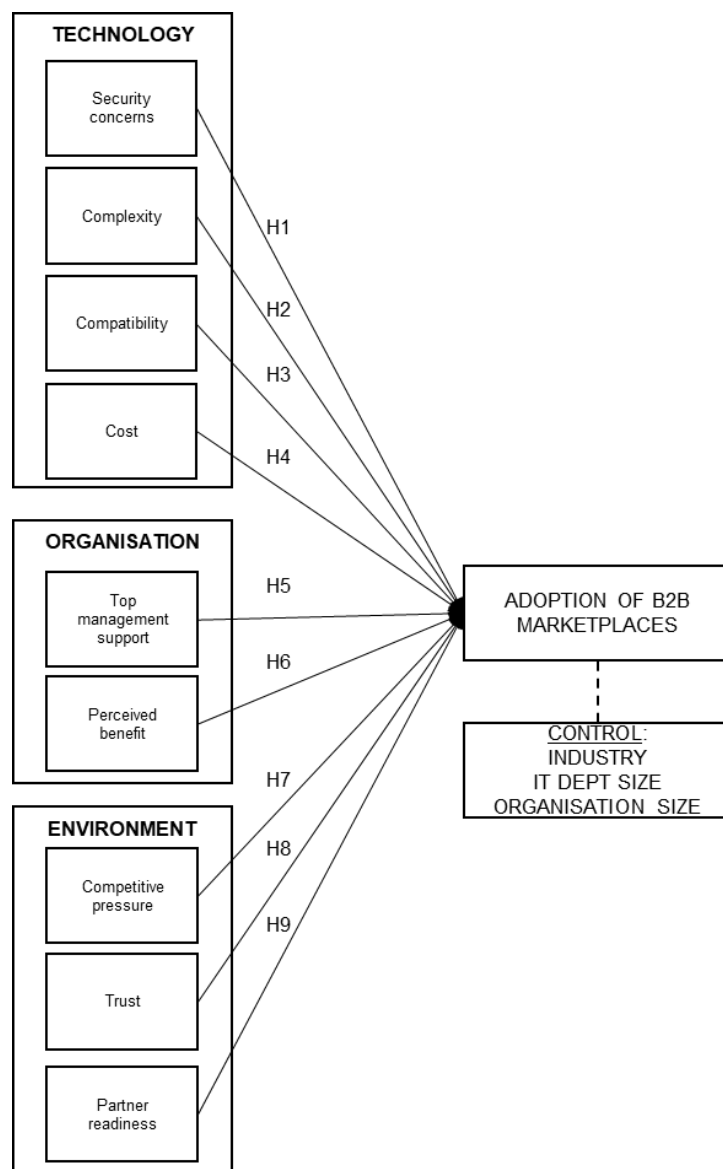 TECHNOLOGY
Security
concerns
Complexity
Compatibility
Cost
H1
H2
H3
H4
ORGANISATION
Top
management
support
Perceived
benefit
H5
H6
ENVIRONMENT
Competitive
pressure
Trust
Partner
readiness
H7
H8
H9
ADOPTION OF B2B
MARKETPLACES
CONTROL:
INDUSTRY
IT DEPT SIZE
ORGANISATION SIZE